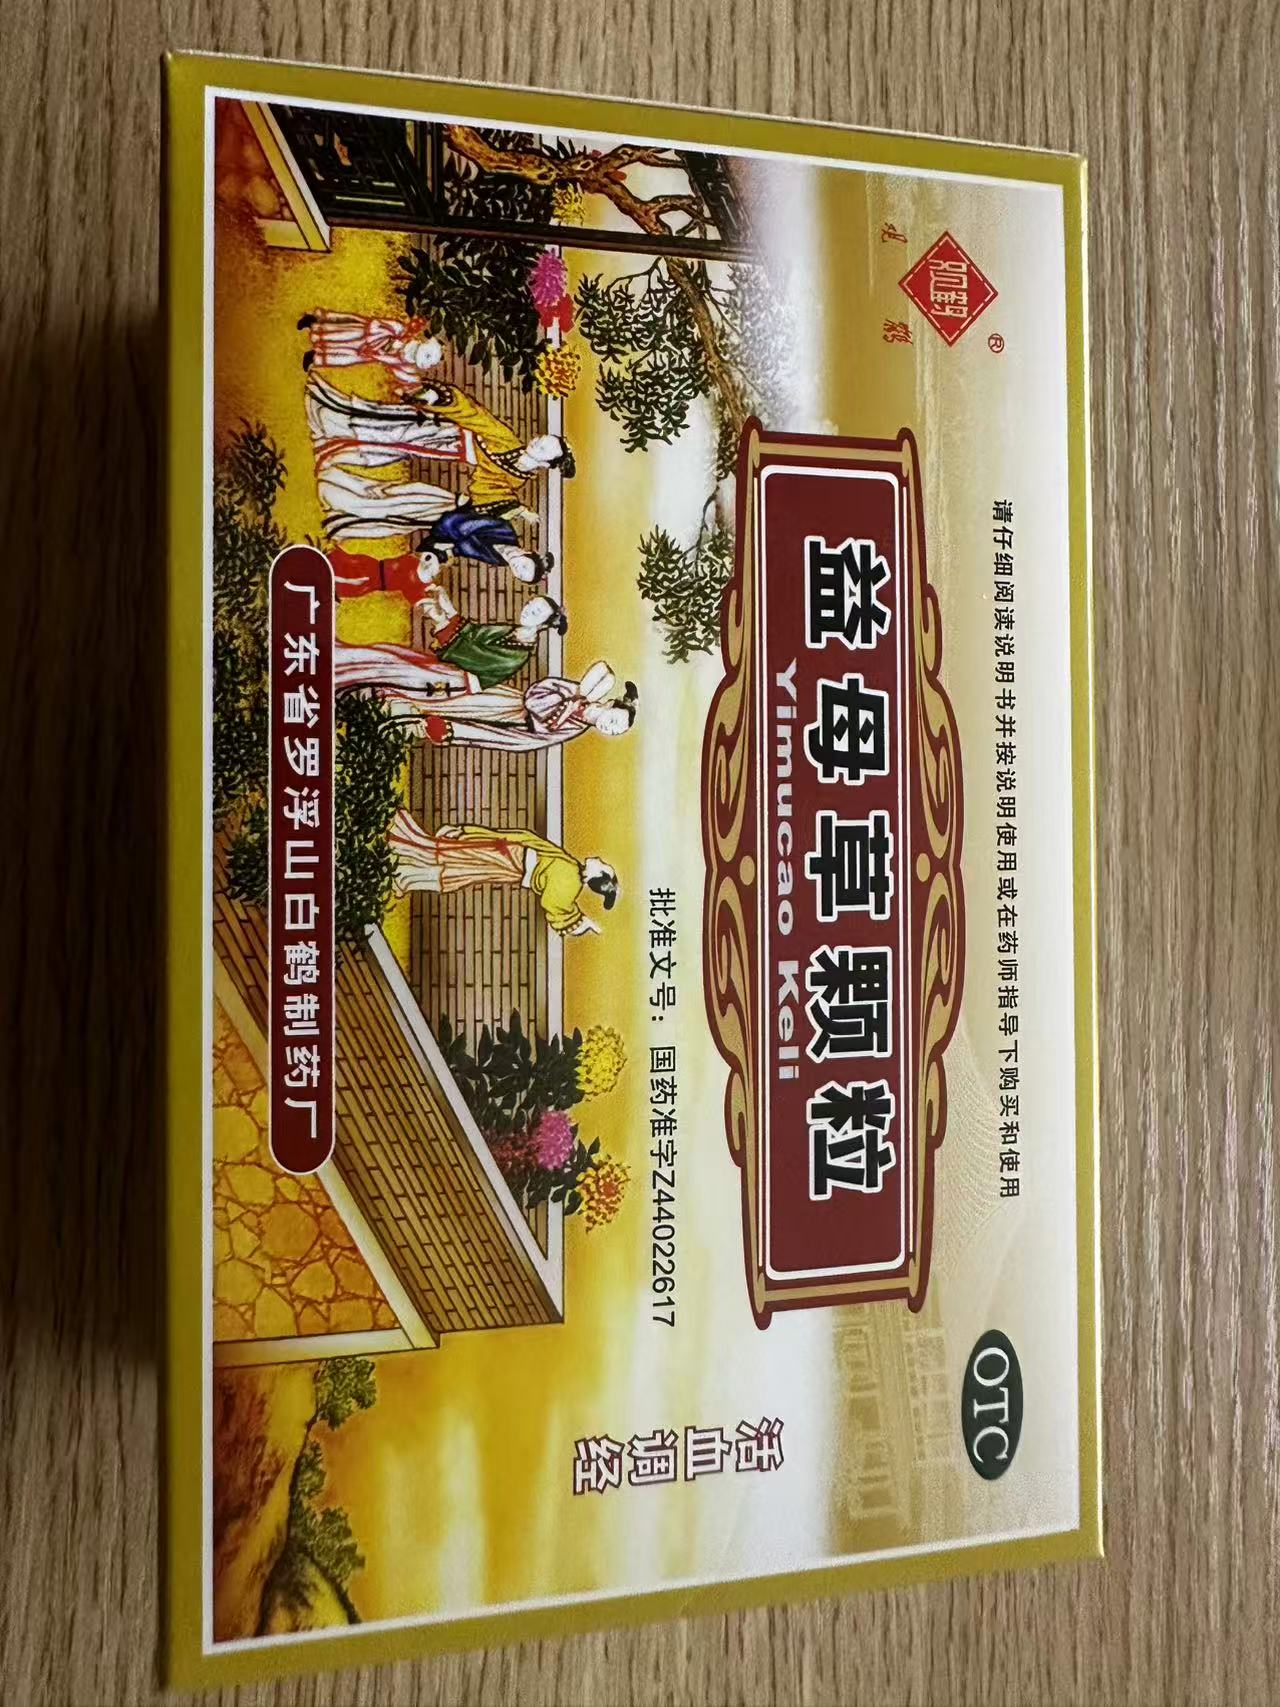 请仔细阅读说明书并按说明使用或在药师指导下购买和使用
®
OTC
益母草颗粒
Yimucao Keli
活血调经
批准文号：国药准字Z44022617
广东省罗浮山白鹤制药厂